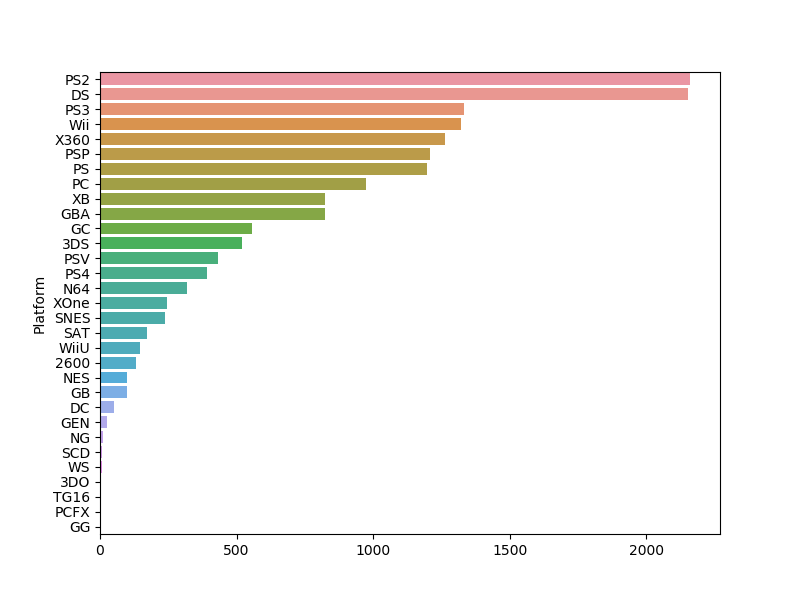 PS2
DS
PS3
Wii
X360
PSP
PS
PC
XB
GBA
GC
3DS
PSV
PS4
N64
XOne
SNES
SAT
WiiU
2600
NES
GB
DC
GEN
NG
SCD
WS
3DO
TG16
PCFX
GG
Platform
0 500 1000 1500 2000